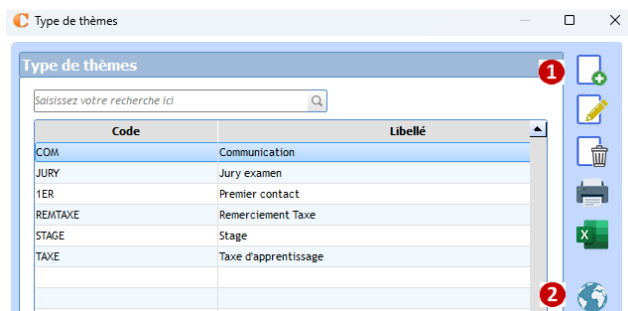 Type de thèmes
Type de thèmes
1
Saisissez votre recherche ici
Code Libellé
COM Communication
JURY Jury examen
1ER Premier contact
REMTAXE Remerciement Taxe
STAGE Stage
TAXE Taxe d'apprentissage
2